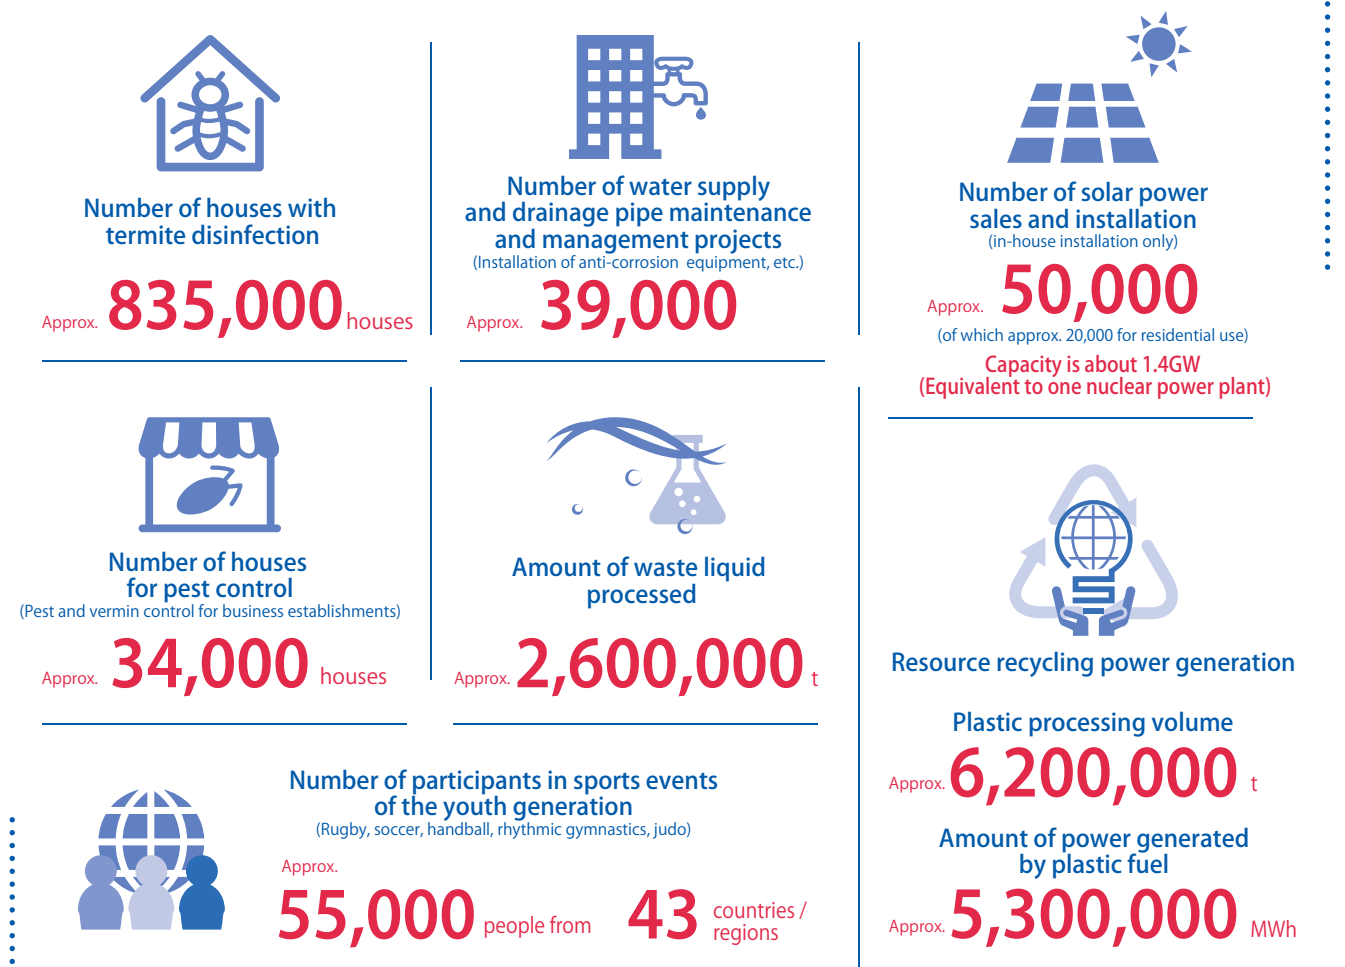 Number of houses with
termite disinfection
Approx. 835,000 houses
Number of water supply
and drainage pipe maintenance
and management projects
(Installation of anti-corrosion equipment, etc.)
Approx. 39,000
Number of solar power
sales and installation
(in-house installation only)
Approx. 50,000
(of which approx. 20,000 for residential use)
Capacity is about 1.4GW
(Equivalent to one nuclear power plant)
Number of houses
for pest control
(Pest and vermin control for business establishments)
Approx. 34,000 houses
Amount of waste liquid
processed
Approx. 2,600,000 t
Resource recycling power generation
Plastic processing volume
Approx. 6,200,000 t
Amount of power generated
by plastic fuel
Approx. 5,300,000 MWh
Number of participants in sports events
of the youth generation
(Rugby, soccer, handball, rhythmic gymnastics, judo)
Approx.
55,000 people from 43 countries /
regions